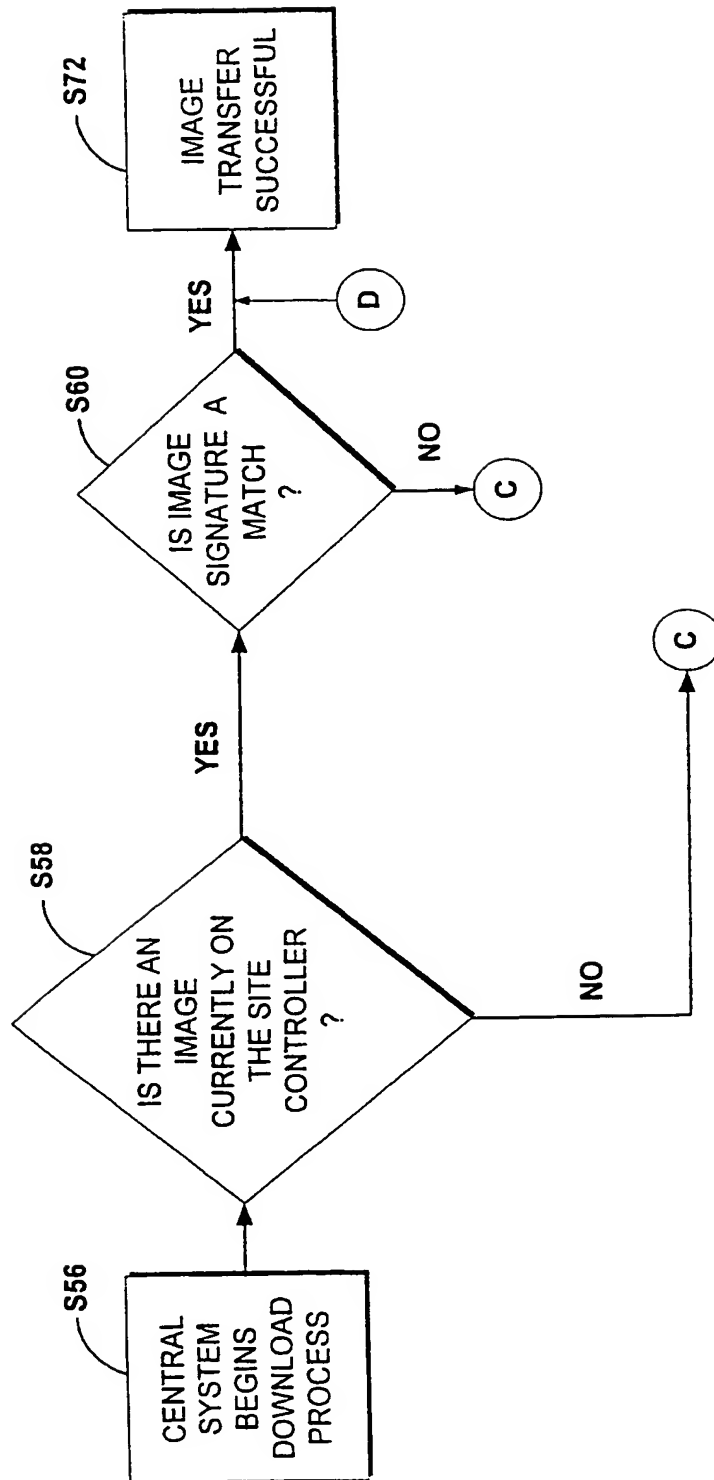 S56
CENTRAL
SYSTEM
BEGINS
DOWNLOAD
PROCESS
S58
IS THERE AN
IMAGE
CURRENTLY ON
THE SITE
CONTROLLER
?
YES
NO
C
S60
IS IMAGE
SIGNATURE A
MATCH
?
YES
NO
C
D
S72
IMAGE
TRANSFER
SUCCESSFUL